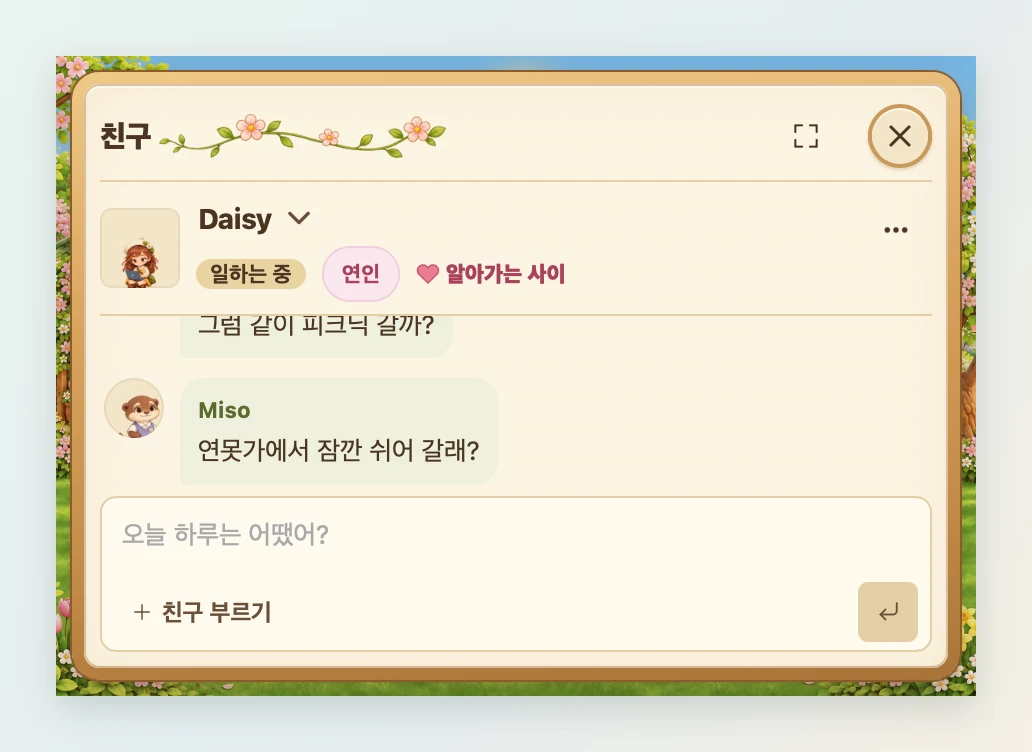 친구
Daisy
일하는 중 연인 알아가는 사이
그럼 같이 피크닉 갈까?
Miso
연못가에서 잠깐 쉬어 갈래?
오늘 하루는 어땠어?
+ 친구 부르기